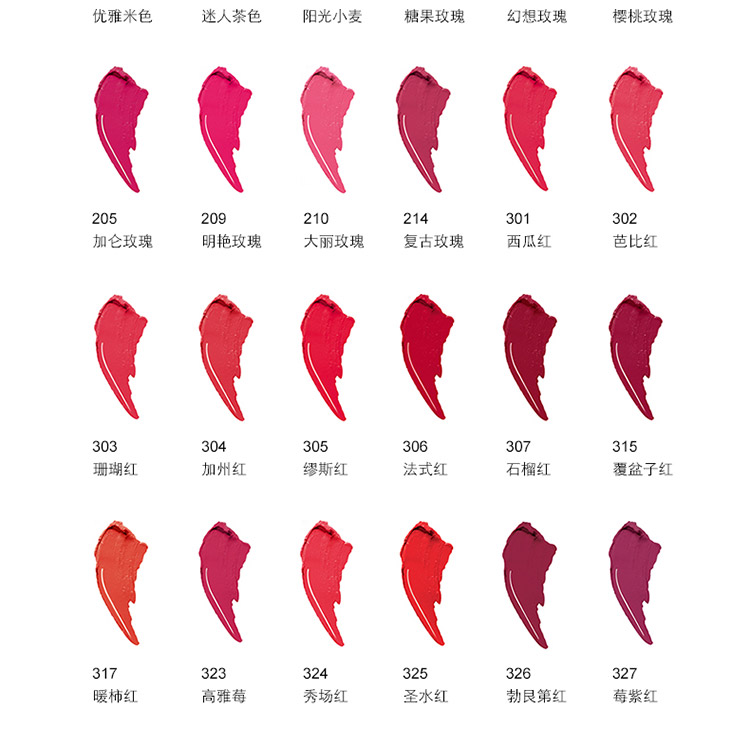 优雅米色 迷人茶色 阳光小麦 糖果玫瑰 幻想玫瑰 樱桃玫瑰
205 209 210 214 301 302
加仑玫瑰 明艳玫瑰 大丽玫瑰 复古玫瑰 西瓜红 芭比红
303 304 305 306 307 315
珊瑚红 加州红 缪斯红 法式红 石榴红 覆盆子红
317 323 324 325 326 327
暖柿红 高雅莓 秀场红 圣水红 勃艮第红 莓紫红